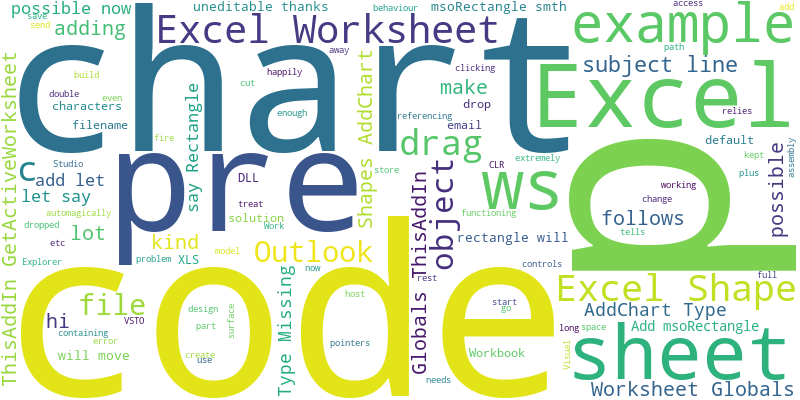 possible now
uneditable thanks
behaviour
msoRectangle smth
access
add
save
send
adding
Excel Worksheet
example
path
away
double
happily
clicking
subject line
build
even
characters
cut
make
Excel
filename
enough
drop
relies
chart
referencing
email
fire
drag
default
assembly
ThisAddIn GetActiveWorksheet
say Rectangle
Shapes AddChart
extremely
kept
Studio
CLR
plus
c
add let
DLL
store
working
let say
treat
ws
change
pre
object
possible
p
automagically
solution
functioning
follows
dropped
Work
tells
lot
kind
rectangle will
etc
Outlook
Explorer
problem
XLS
model
controls
full
now
rest
Excel Shape
file
design
host
start
long
space
AddChart Type
hi
VSTO
part
surface
go
Add msoRectangle
containing
error
use
pointers
Workbook
Visual
sheet
will move
create
Type Missing
Globals ThisAddIn
needs
code
Worksheet Globals